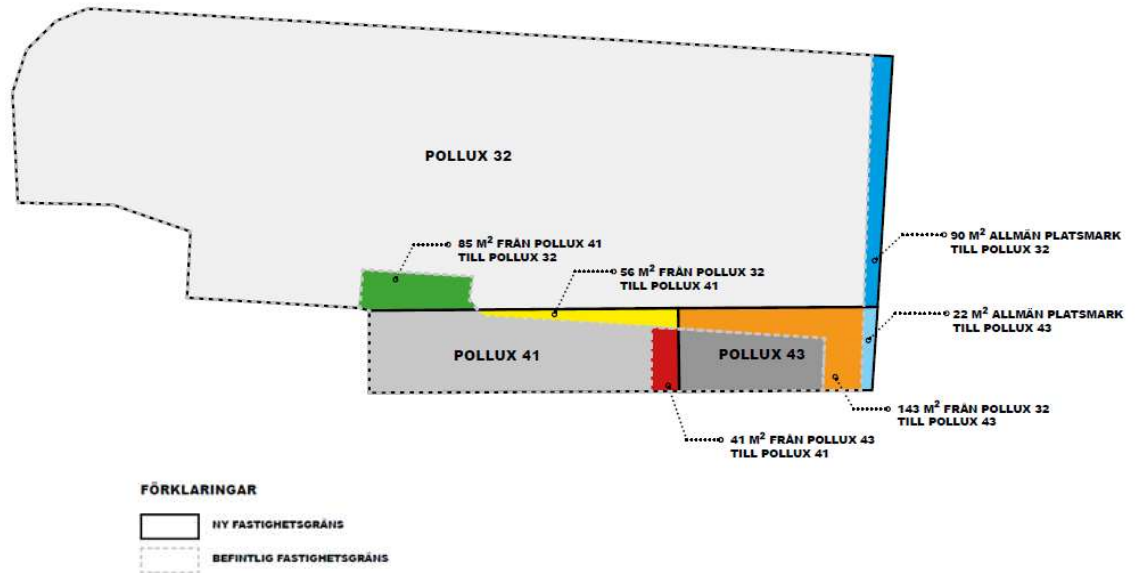 POLLUX 32
90 M² ALLMÄN PLATSMARK
TILL POLLUX 32
85 M² FRÅN POLLUX 41
TILL POLLUX 32
56 M² FRÅN POLLUX 32
TILL POLLUX 41
22 M² ALLMÄN PLATSMARK
TILL POLLUX 43
POLLUX 41
POLLUX 43
143 M² FRÅN POLLUX 32
TILL POLLUX 43
41 M² FRÅN POLLUX 43
TILL POLLUX 41
FÖRKLARINGAR
NY FASTIGHETSGRÄNS
BEFINTLIG FASTIGHETSGRÄNS